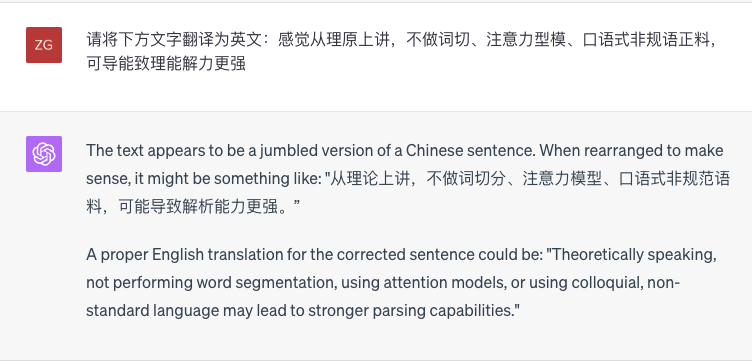 ZG
请将下方文字翻译为英文：感觉从理原上讲，不做词切、注意力型模、口语式非规语正料，
可导能致理能解力更强
The text appears to be a jumbled version of a Chinese sentence. When rearranged to make
sense, it might be something like: "从理论上讲，不做词切分、注意力模型、口语式非规范语
料，可能导致解析能力更强。”
A proper English translation for the corrected sentence could be: "Theoretically speaking,
not performing word segmentation, using attention models, or using colloquial, non-
standard language may lead to stronger parsing capabilities."